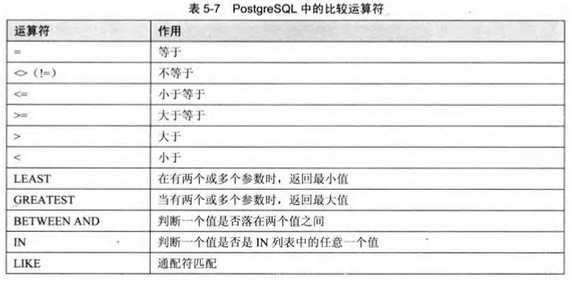 表 5-7 PostgreSQL 中的比较运算符
运算符 作用
= 等于
<>（!=） 不等于
<= 小于等于
>= 大于等于
> 大于
< 小于
LEAST 在有两个或多个参数时，返回最小值
GREATEST 当有两个或多个参数时，返回最大值
BETWEEN AND 判断一个值是否落在两个值之间
IN 判断一个值是否是 IN 列表中的任意一个值
LIKE 通配符匹配